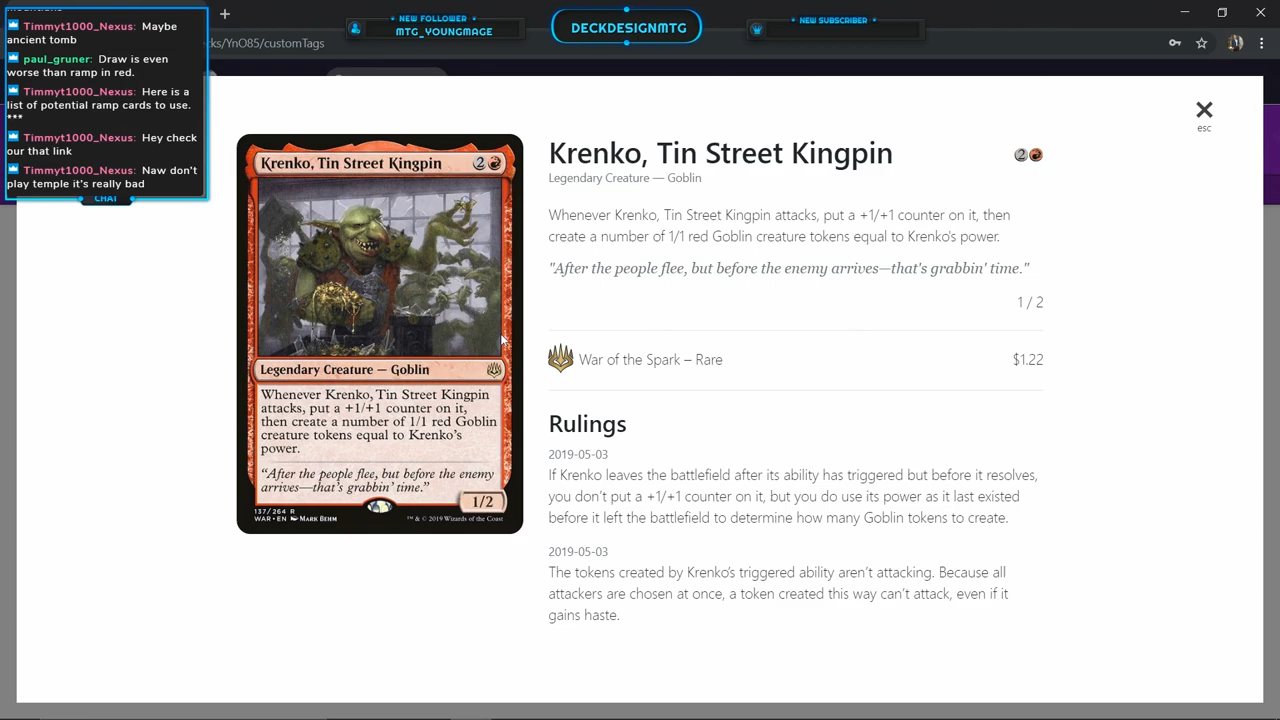 Timmyt1000_Nexus: Maybe
ancient tomb
paul_gruner: Draw is even
worse than ramp in red.
Timmyt1000_Nexus: Here is a
list of potential ramp cards to use.
***
Timmyt1000_Nexus: Hey check
our that link
Timmyt1000_Nexus: Naw don't
play temple it's really bad
CHAT
NEW FOLLOWER
MTG_YOUNGMAGE
DECKDESIGNMTG
NEW SUBSCRIBER
cks/YnO85/customTags
esc
Krenko, Tin Street Kingpin 2
Legendary Creature — Goblin
Whenever Krenko, Tin Street Kingpin
attacks, put a +1/+1 counter on it,
then create a number of 1/1 red Goblin
creature tokens equal to Krenko's
power.
"After the people flee, but before the enemy
arrives—that's grabbin' time."
1/2
137/264 R
WAR • EN MARK BEHM
™ & © 2019 Wizards of the Coast
Krenko, Tin Street Kingpin 2
Legendary Creature — Goblin
Whenever Krenko, Tin Street Kingpin attacks, put a +1/+1 counter on it, then
create a number of 1/1 red Goblin creature tokens equal to Krenko's power.
"After the people flee, but before the enemy arrives—that's grabbin' time."
1 / 2
War of the Spark – Rare $1.22
Rulings
2019-05-03
If Krenko leaves the battlefield after its ability has triggered but before it resolves,
you don't put a +1/+1 counter on it, but you do use its power as it last existed
before it left the battlefield to determine how many Goblin tokens to create.
2019-05-03
The tokens created by Krenko's triggered ability aren't attacking. Because all
attackers are chosen at once, a token created this way can't attack, even if it
gains haste.